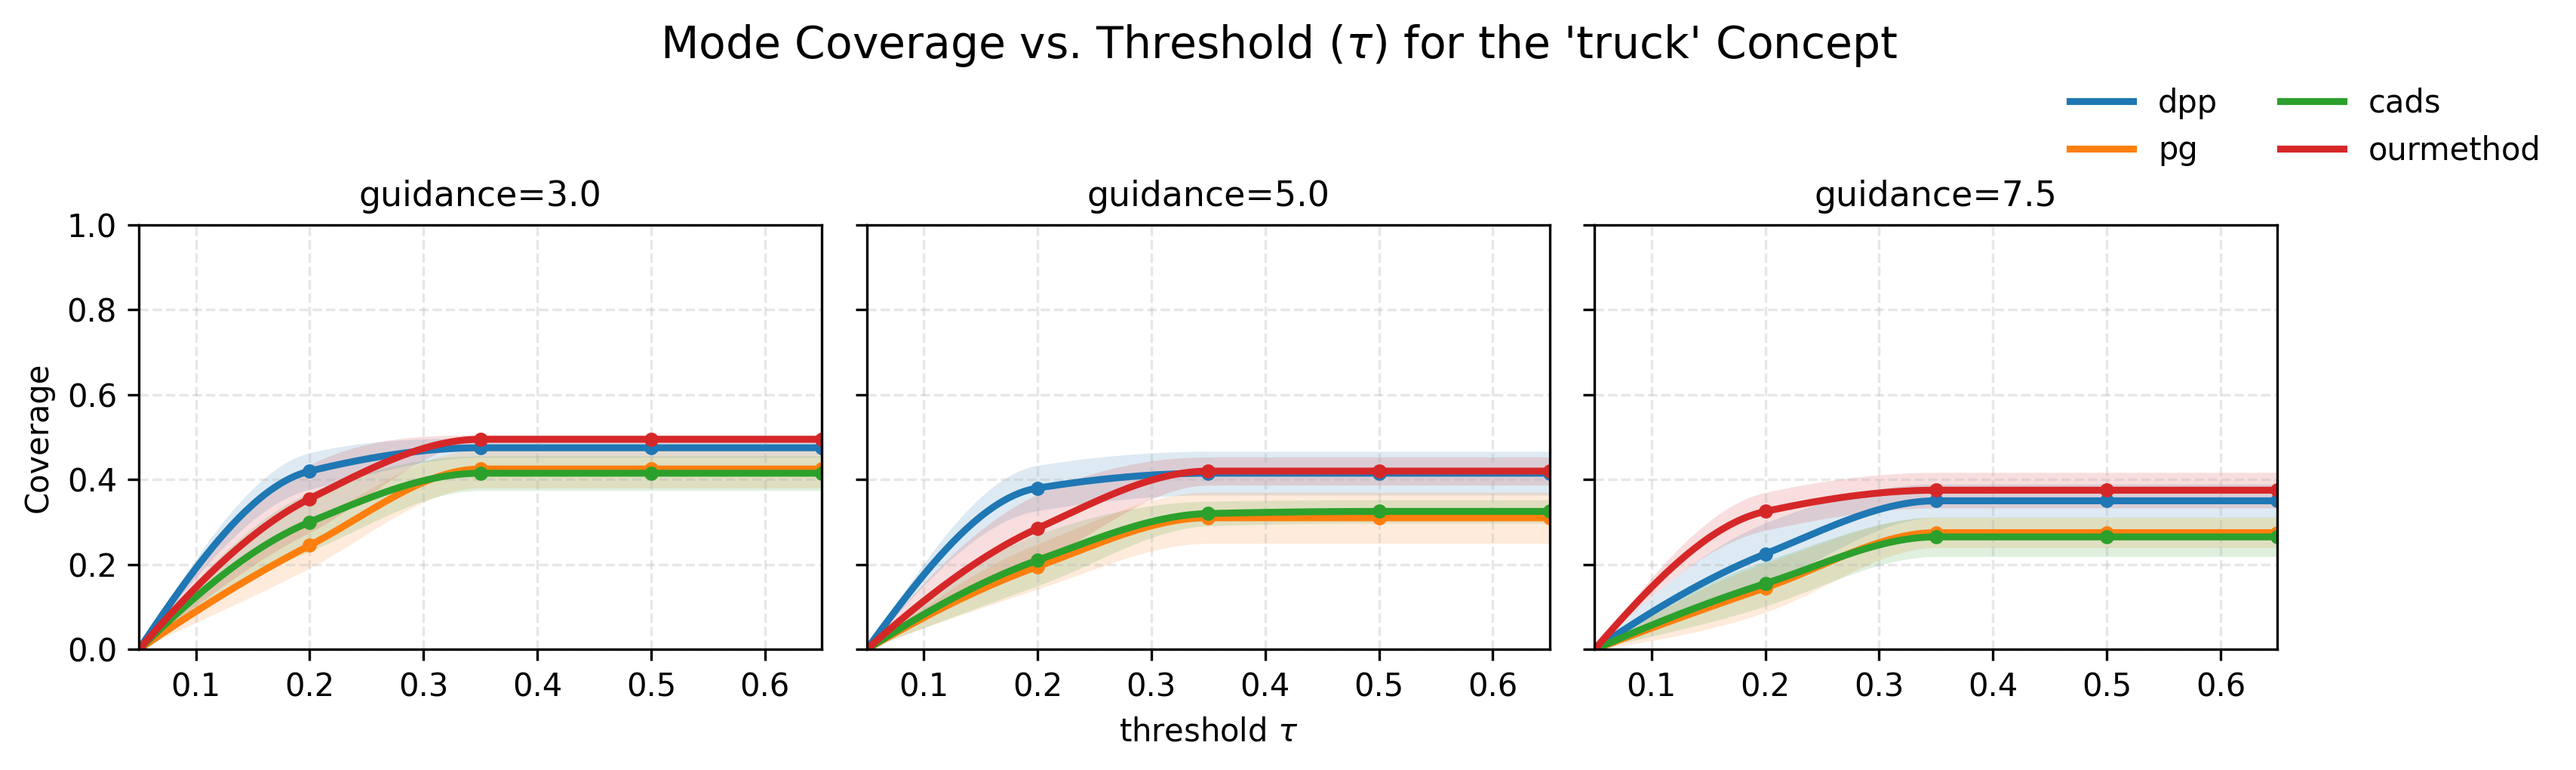 Mode Coverage vs. Threshold (τ) for the 'truck' Concept
dpp cads
pg ourmethod
guidance=3.0 guidance=5.0 guidance=7.5
1.0
0.8
0.6
0.4
0.2
0.0
Coverage
0.1 0.2 0.3 0.4 0.5 0.6 0.1 0.2 0.3 0.4 0.5 0.6 0.1 0.2 0.3 0.4 0.5 0.6
threshold τ